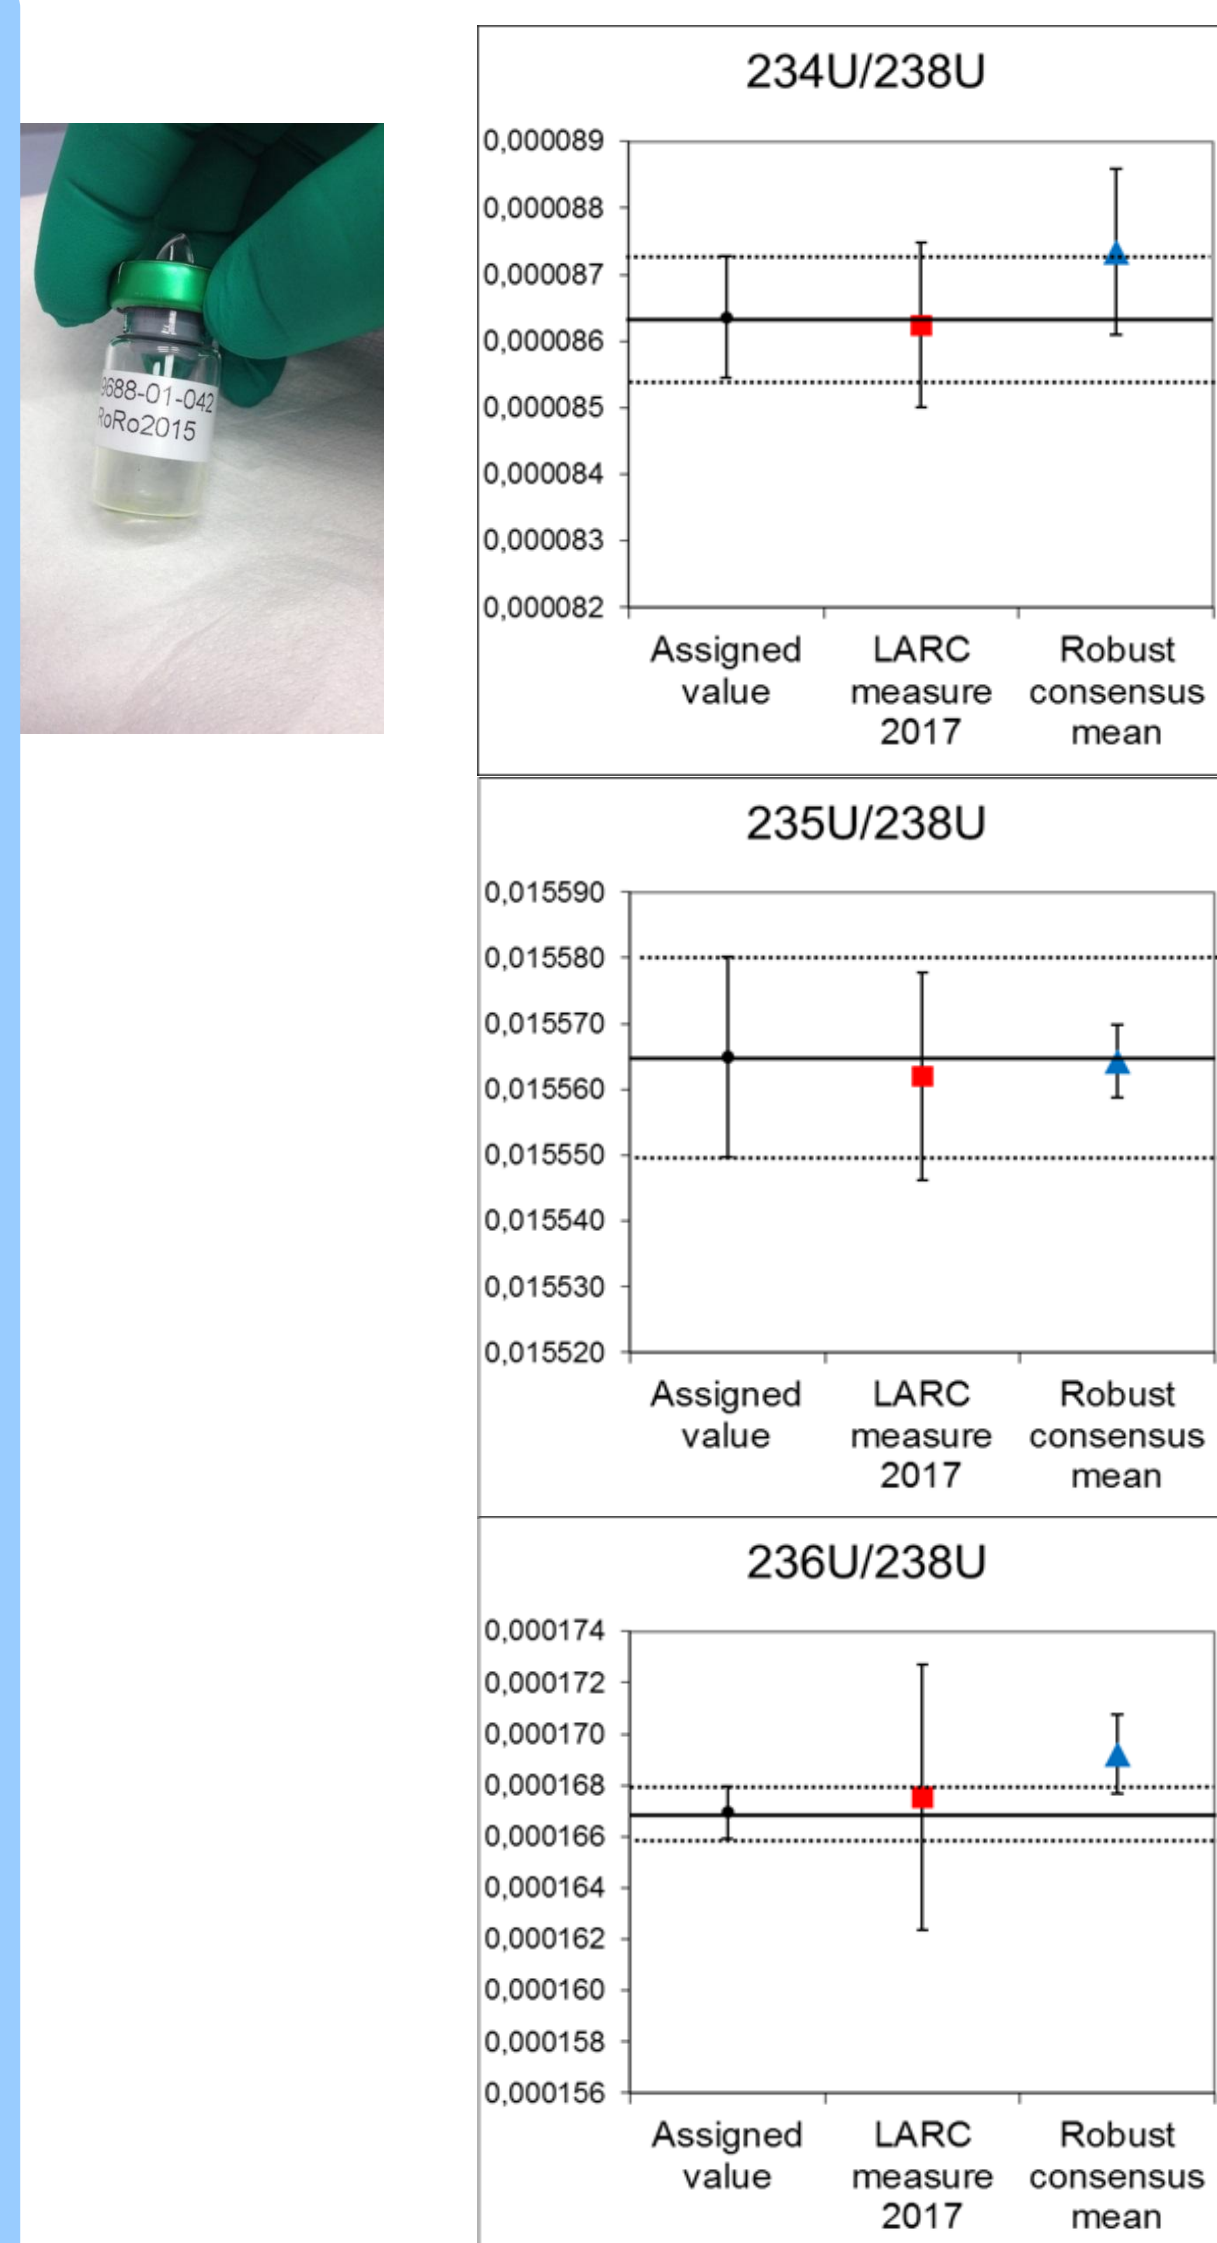 9688-01-042
RoRo2015
234U/238U
0,000089
0,000088
0,000087
0,000086
0,000085
0,000084
0,000083
0,000082
Assigned value
LARC measure 2017
Robust consensus mean
235U/238U
0,015590
0,015580
0,015570
0,015560
0,015550
0,015540
0,015530
0,015520
Assigned value
LARC measure 2017
Robust consensus mean
236U/238U
0,000174
0,000172
0,000170
0,000168
0,000166
0,000164
0,000162
0,000160
0,000158
0,000156
Assigned value
LARC measure 2017
Robust consensus mean